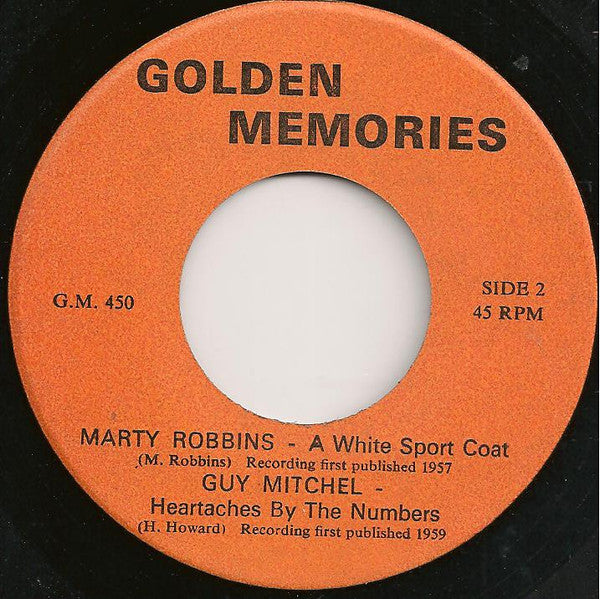 GOLDEN
MEMORIES
G.M. 450
SIDE 2
45 RPM
MARTY ROBBINS - A White Sport Coat
(M. Robbins) Recording first published 1957
GUY MITCHEL -
Heartaches By The Numbers
(H. Howard) Recording first published 1959